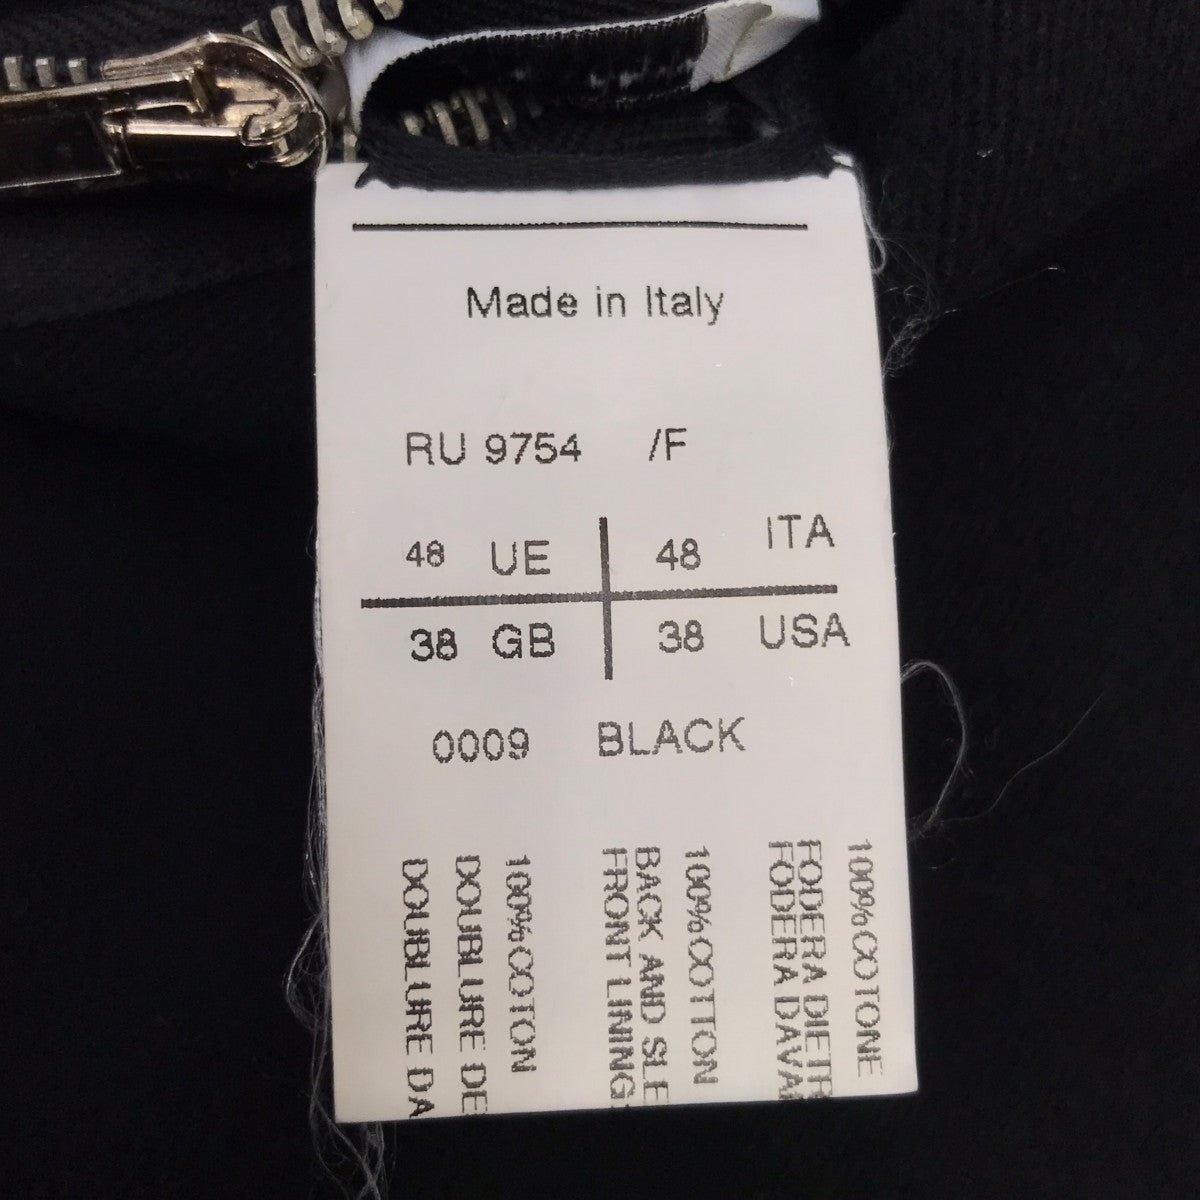 Made in Italy
RU 9754 /F
48 UE 48 ITA
38 GB 38 USA
0009 BLACK
100%COTONE
FODERA DIETR
FODERA DAVA
100%COTTON
BACK AND SLE
FRONT LINING:
100%COTON
DOUBLURE DE
DOUBLURE DA